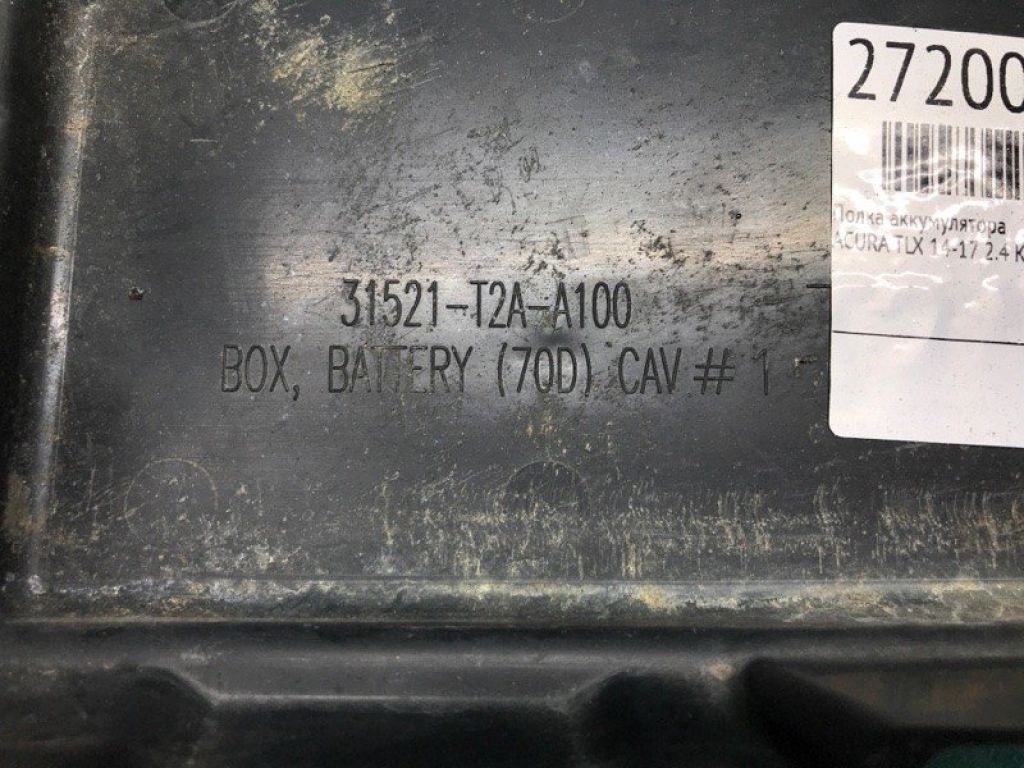 27200
Полка аккумулятора
ACURA TLX 14-17 2.4 K
31521-T2A-A100
BOX, BATTERY (70D) CAV # 1